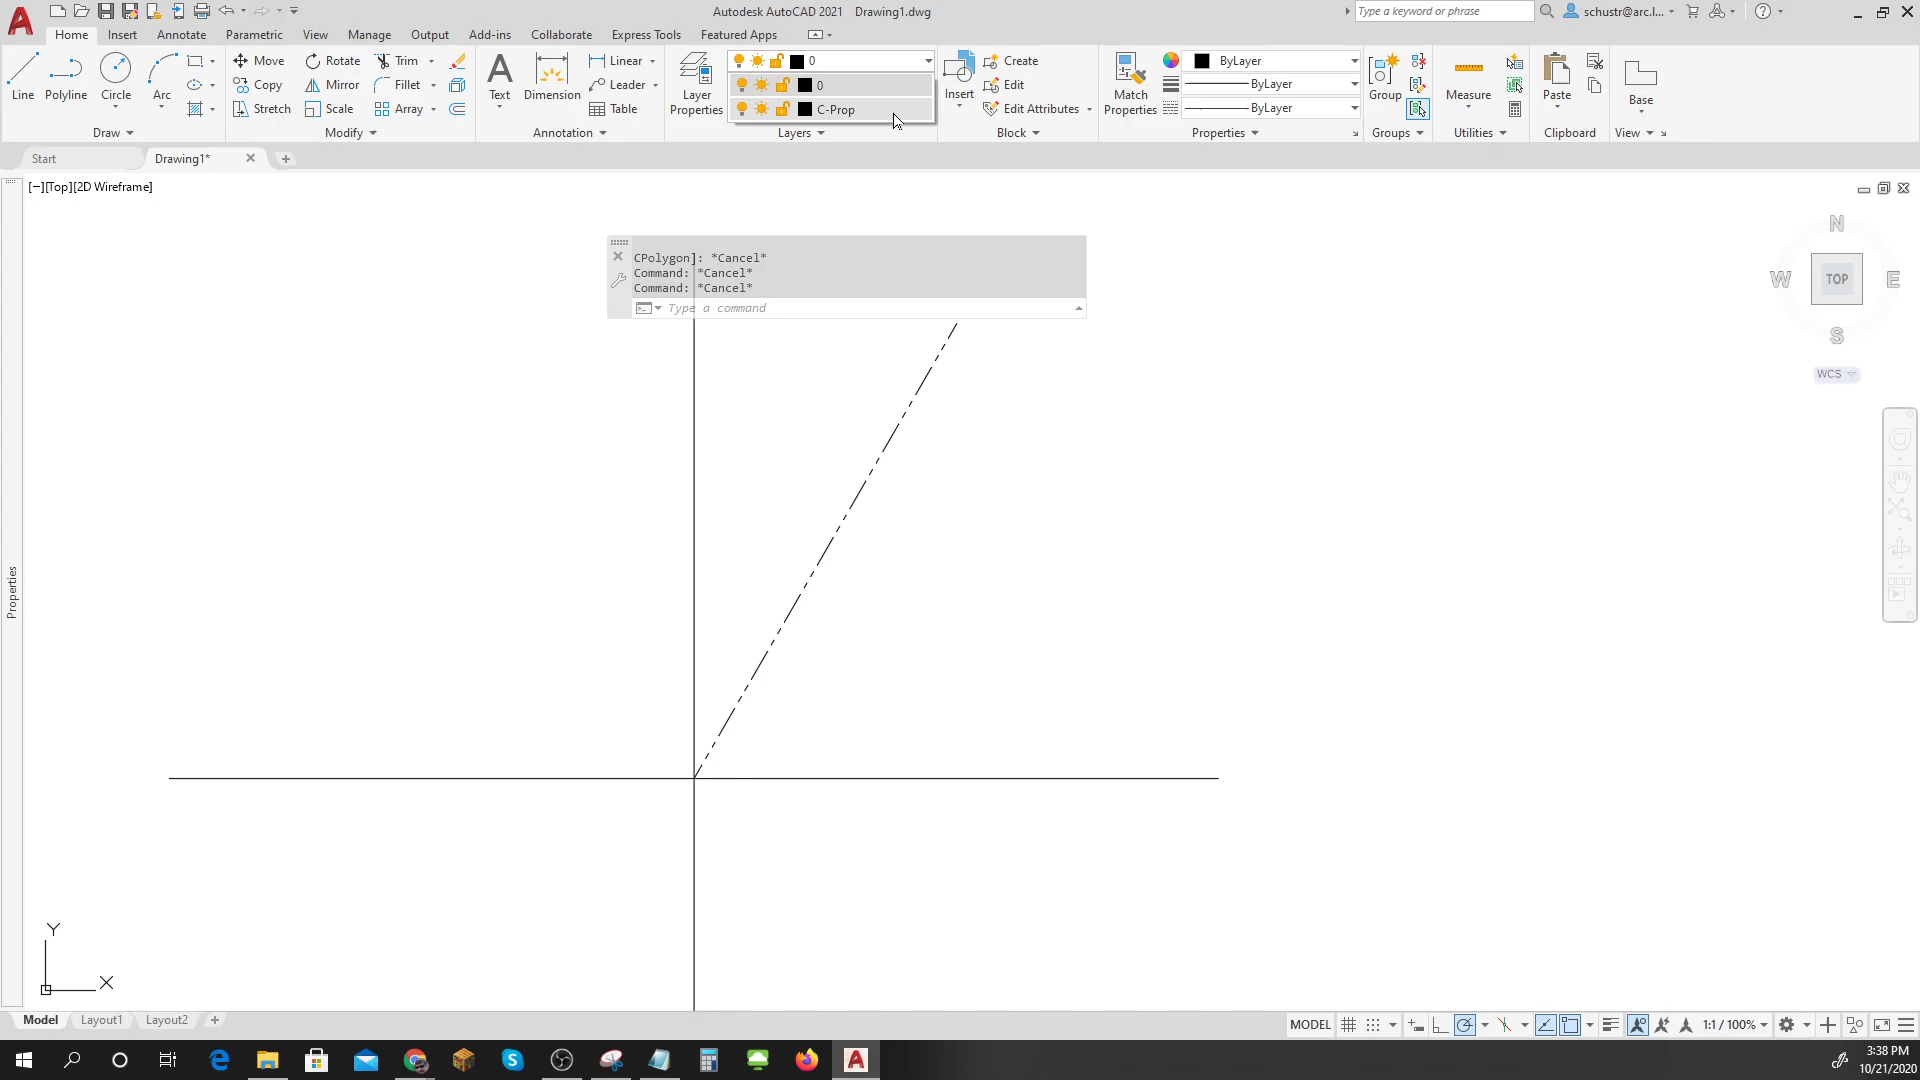 Autodesk AutoCAD 2021 Drawing1.dwg
Type a keyword or phrase
schustr@arc.l...
Home Insert Annotate Parametric View Manage Output Add-ins Collaborate Express Tools Featured Apps
Line Polyline Circle Arc
Draw
Move Rotate Trim
Copy Mirror Fillet
Stretch Scale Array
Modify
Text Dimension
Linear
Leader
Table
Annotation
Layer
Properties
0
0
C-Prop
Layers
Insert
Create
Edit
Edit Attributes
Block
Match
Properties
ByLayer
ByLayer
ByLayer
Properties
Group
Groups
Measure
Utilities
Paste
Clipboard
Base
View
Start Drawing1*
[−][Top][2D Wireframe]
CPolygon]: *Cancel*
Command: *Cancel*
Command: *Cancel*
Type a command
N
W TOP E
S
WCS
Properties
Y
X
Model Layout1 Layout2
MODEL 1:1 / 100%
3:38 PM
10/21/2020